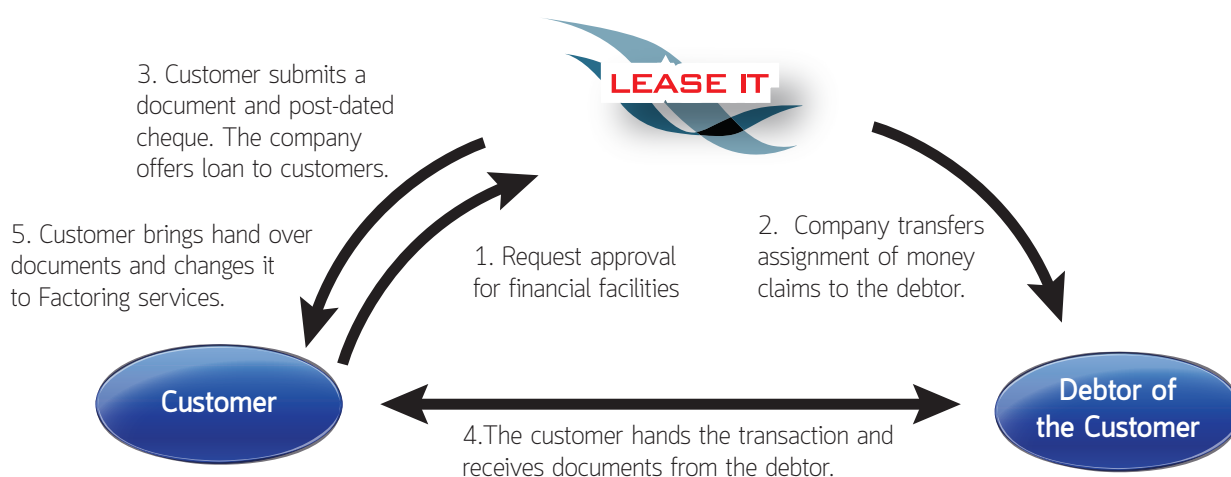 LEASE IT
3. Customer submits a
document and post-dated
cheque. The company
offers loan to customers.
5. Customer brings hand over
documents and changes it
to Factoring services.
1. Request approval
for financial facilities
2. Company transfers
assignment of money
claims to the debtor.
Customer
4.The customer hands the transaction and
receives documents from the debtor.
Debtor of
the Customer